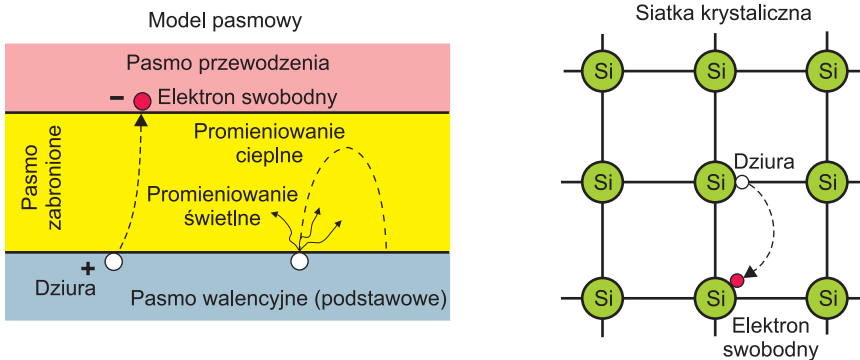 Model pasmowy
Pasmo przewodzenia
−
Elektron swobodny
Pasmo
zabronione
Promieniowanie
cieplne
Promieniowanie
świetlne
+
Dziura
Pasmo walencyjne (podstawowe)
Siatka krystaliczna
Si
Si
Si
Si
Si
Dziura
Si
Si
Si
Si
Elektron
swobodny